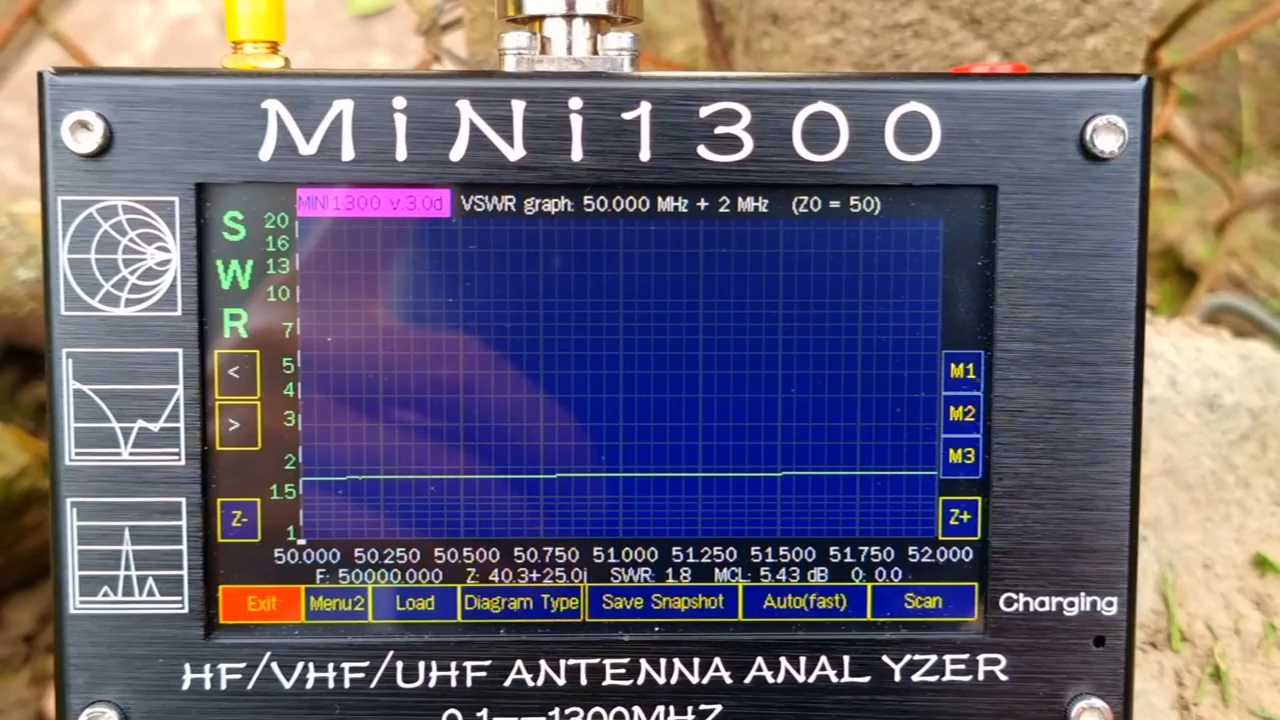 MiNi1300
MINI1300 v.3.0d VSWR graph: 50.000 MHz + 2 MHz (Z0 = 50)
S
W
R
20
16
13
10
7
5
4
3
2
1.5
1
<
>
Z-
M1
M2
M3
Z+
50.000 50.250 50.500 50.750 51.000 51.250 51.500 51.750 52.000
F: 50000.000 Z: 40.3+25.0j SWR: 1.8 MCL: 5.43 dB Q: 0.0
Exit Menu2 Load Diagram Type Save Snapshot Auto(fast) Scan
Charging
HF/VHF/UHF ANTENNA ANALYZER
0.1——1300MHZ